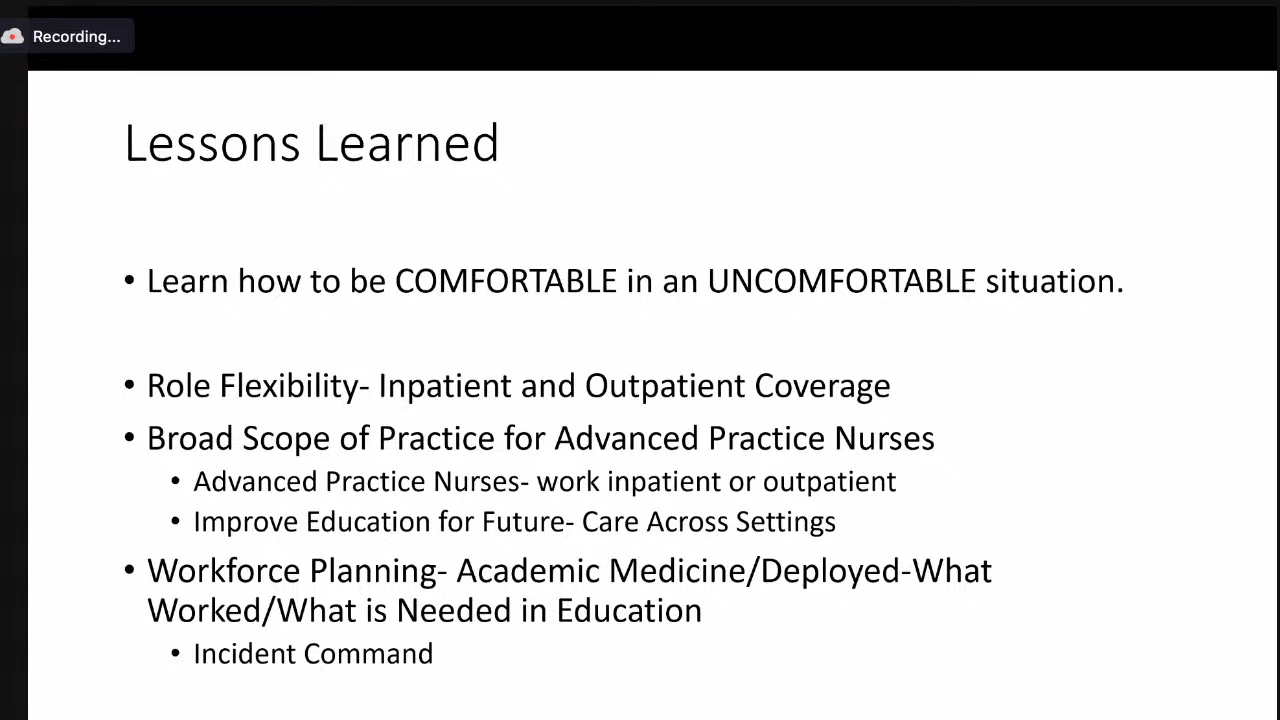 Recording...
Lessons Learned
• Learn how to be COMFORTABLE in an UNCOMFORTABLE situation.
• Role Flexibility- Inpatient and Outpatient Coverage
• Broad Scope of Practice for Advanced Practice Nurses
• Advanced Practice Nurses- work inpatient or outpatient
• Improve Education for Future- Care Across Settings
• Workforce Planning- Academic Medicine/Deployed-What
Worked/What is Needed in Education
• Incident Command